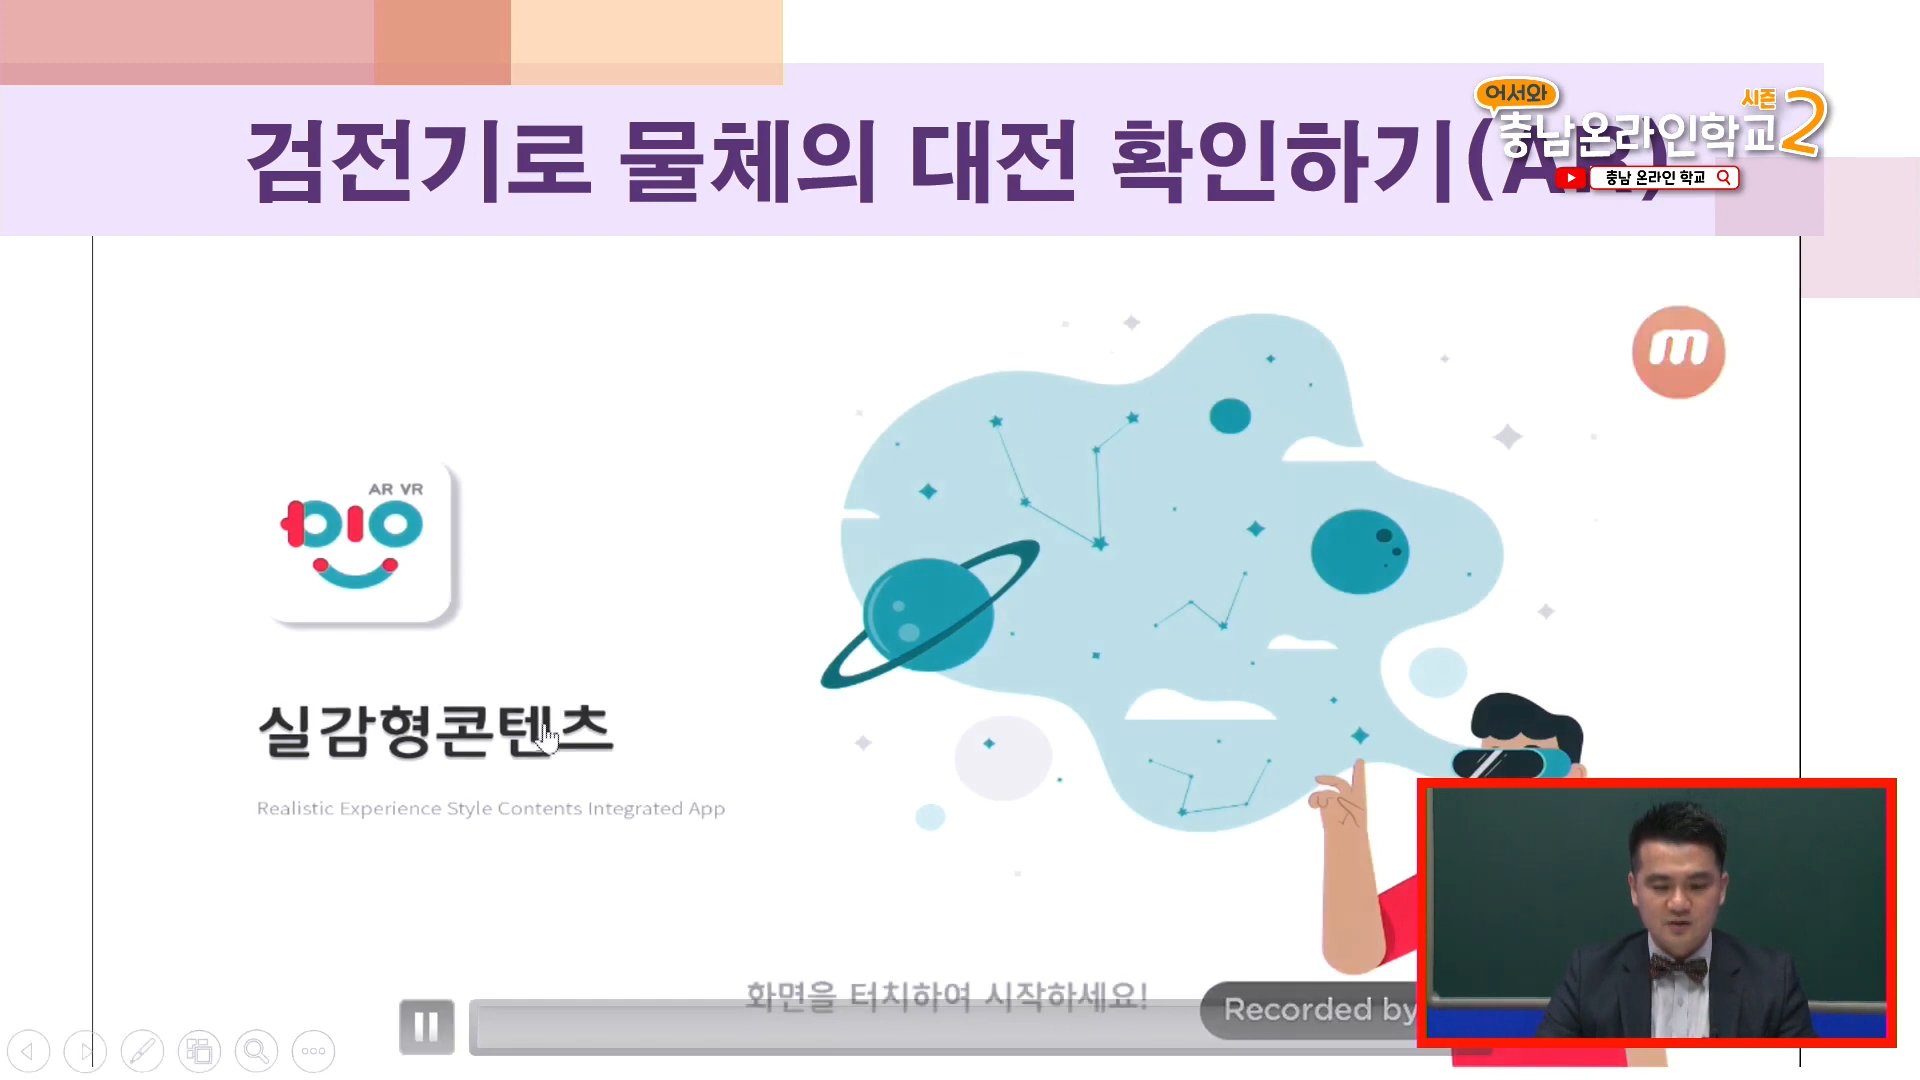 검전기로 물체의 대전 확인하기(AR)
어서와
시즌
충남온라인학교2
충남 온라인 학교
m
AR VR
실감형콘텐츠
Realistic Experience Style Contents Integrated App
화면을 터치하여 시작하세요!
Recorded by